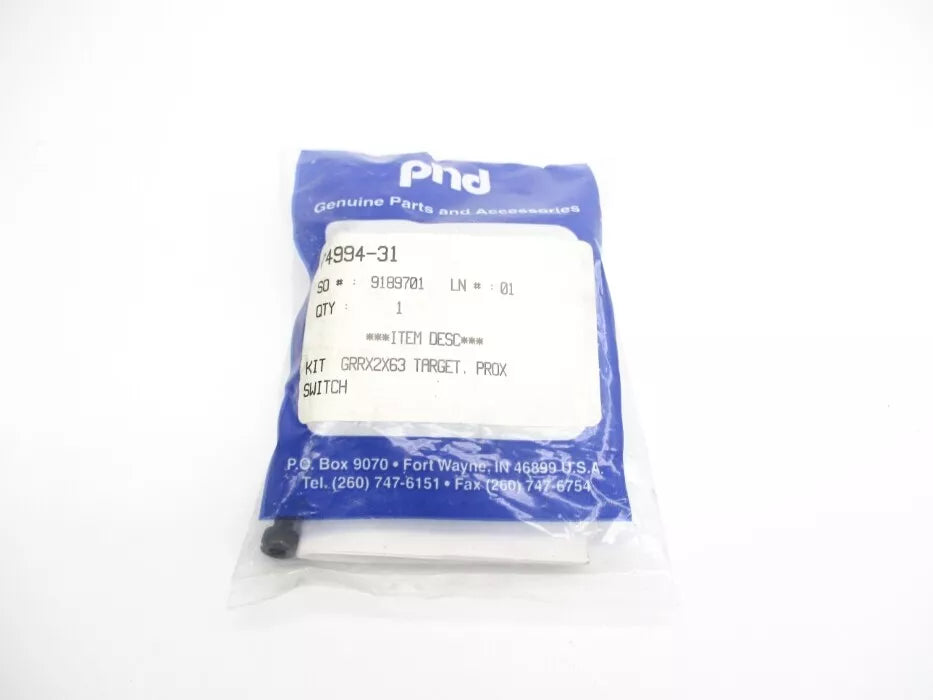 phd
Genuine Parts and Accessories
74994-31
SO # : 9189701 LN # : 01
QTY : 1
***ITEM DESC***
KIT GRRX2X63 TARGET, PROX
SWITCH
P.O. Box 9070 • Fort Wayne, IN 46899 U.S.A.
Tel. (260) 747-6151 • Fax (260) 747-6754